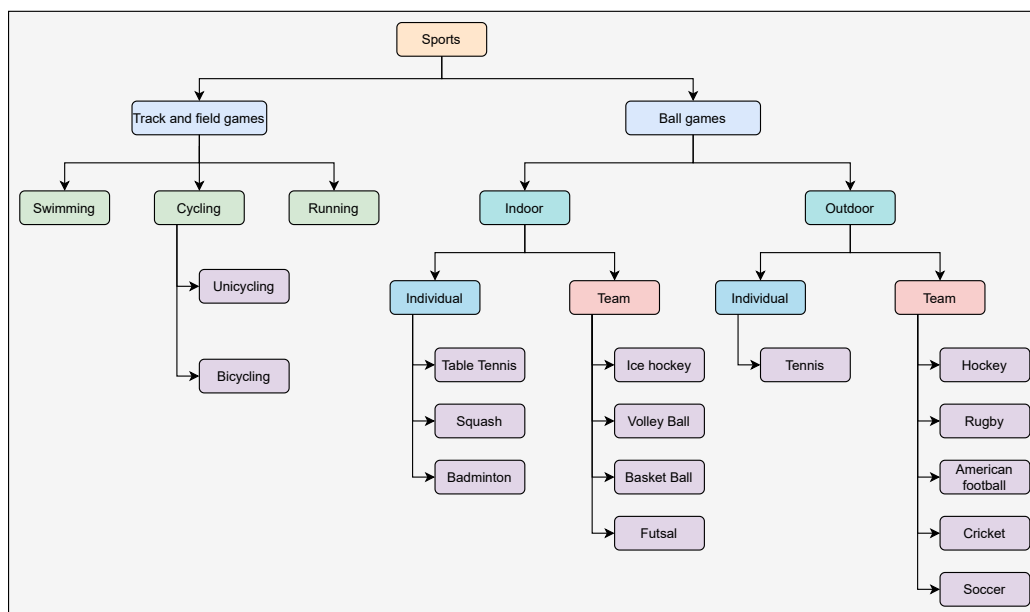 Sports
Track and field games
Ball games
Swimming
Cycling
Running
Indoor
Outdoor
Unicycling
Individual
Team
Individual
Team
Bicycling
Table Tennis
Ice hockey
Tennis
Hockey
Squash
Volley Ball
Rugby
Badminton
Basket Ball
American
football
Futsal
Cricket
Soccer